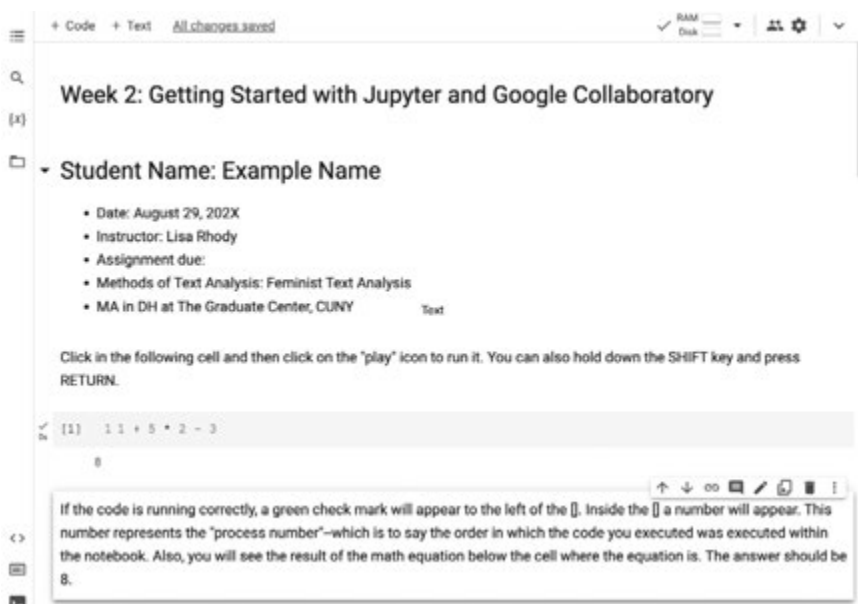 + Code + Text All changes saved
RAM
Disk
{x}
Week 2: Getting Started with Jupyter and Google Collaboratory
Student Name: Example Name
• Date: August 29, 202X
• Instructor: Lisa Rhody
• Assignment due:
• Methods of Text Analysis: Feminist Text Analysis
• MA in DH at The Graduate Center, CUNY
Text
Click in the following cell and then click on the "play" icon to run it. You can also hold down the SHIFT key and press
RETURN.
0s [1] 1 1 + 5 * 2 - 3
8
If the code is running correctly, a green check mark will appear to the left of the []. Inside the [] a number will appear. This
number represents the "process number"–which is to say the order in which the code you executed was executed within
the notebook. Also, you will see the result of the math equation below the cell where the equation is. The answer should be
8.